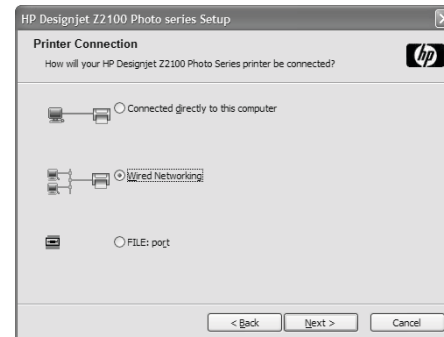 HP Designjet Z2100 Photo series Setup
Printer Connection
How will your HP Designjet Z2100 Photo Series printer be connected?
hp
Connected directly to this computer
Wired Networking
FILE: port
< Back
Next >
Cancel